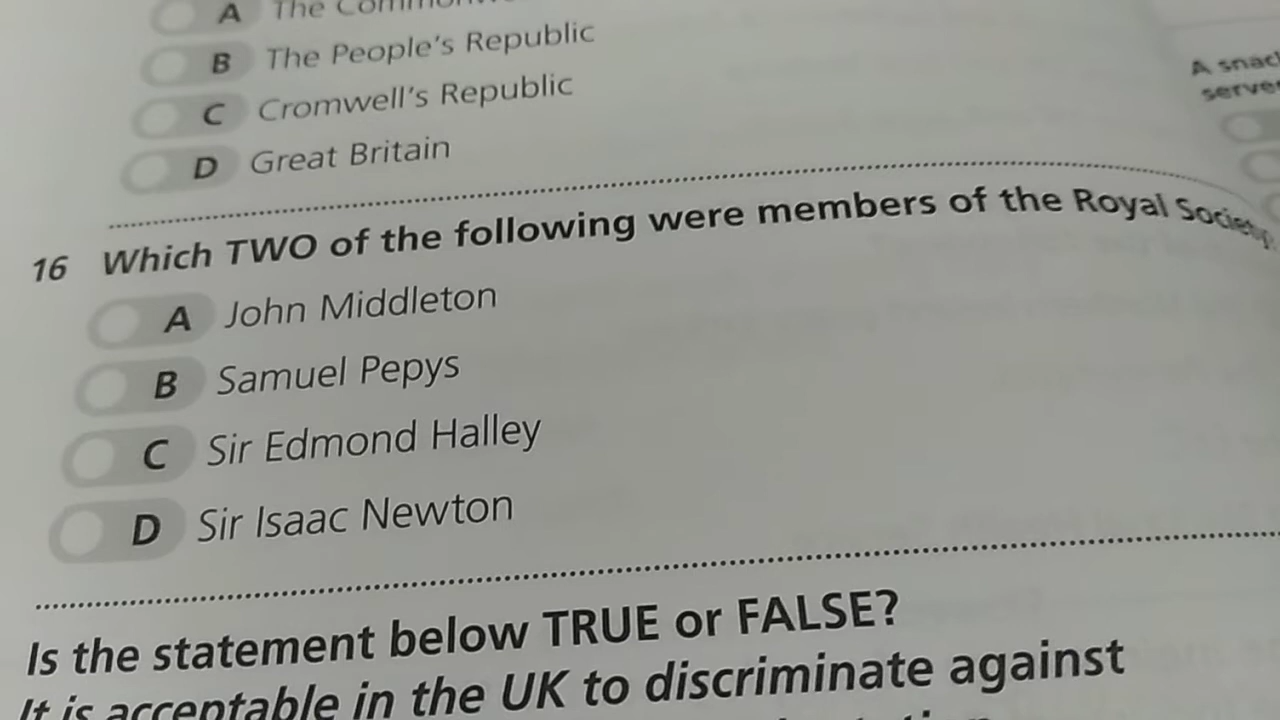 A The
B The People's Republic
C Cromwell's Republic
D Great Britain
A
16 Which TWO of the following were members of the Royal Society?
A John Middleton
B Samuel Pepys
C Sir Edmond Halley
D Sir Isaac Newton
Is the statement below TRUE or FALSE?
It is acceptable in the UK to discriminate against